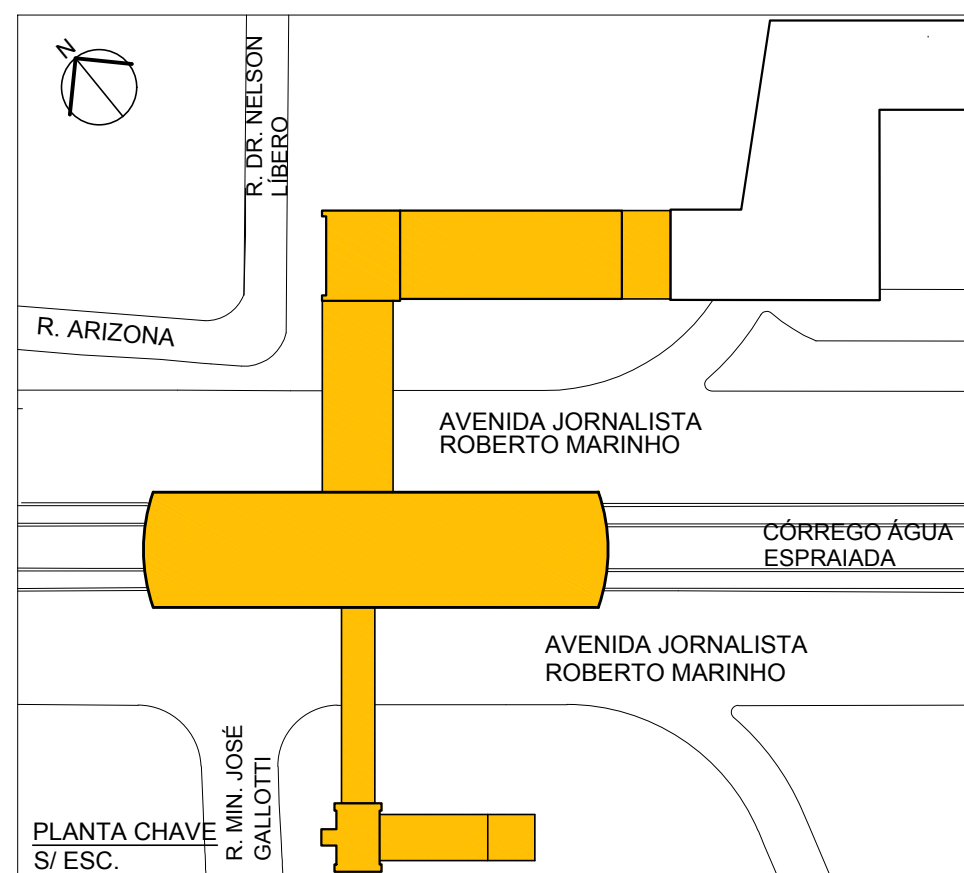 N
R. DR. NELSON
LÍBERO
R. ARIZONA
AVENIDA JORNALISTA
ROBERTO MARINHO
CÓRREGO ÁGUA
ESPRAIADA
AVENIDA JORNALISTA
ROBERTO MARINHO
R. MIN. JOSÉ
GALLOTTI
PLANTA CHAVE
S/ ESC.